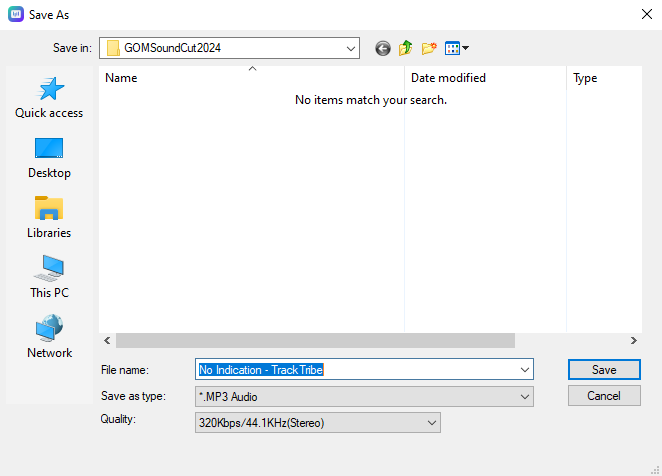 Save As
Save in: GOMSoundCut2024
Name Date modified Type
No items match your search.
Quick access
Desktop
Libraries
This PC
Network
File name: No Indication - TrackTribe Save
Save as type: *.MP3 Audio Cancel
Quality: 320Kbps/44.1KHz(Stereo)